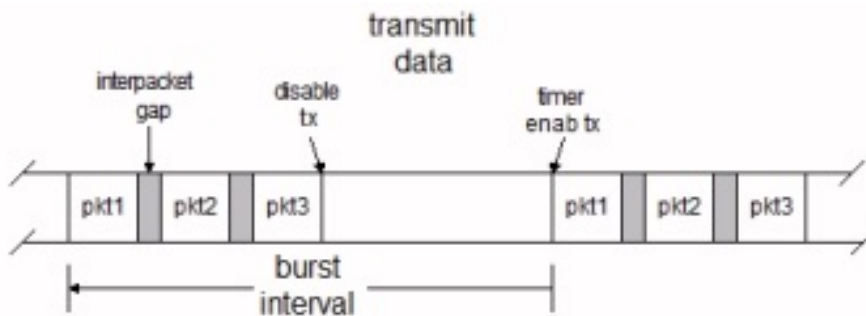 transmit
data
interpacket
gap
disable
tx
timer
enab tx
pkt1
pkt2
pkt3
pkt1
pkt2
pkt3
burst
interval